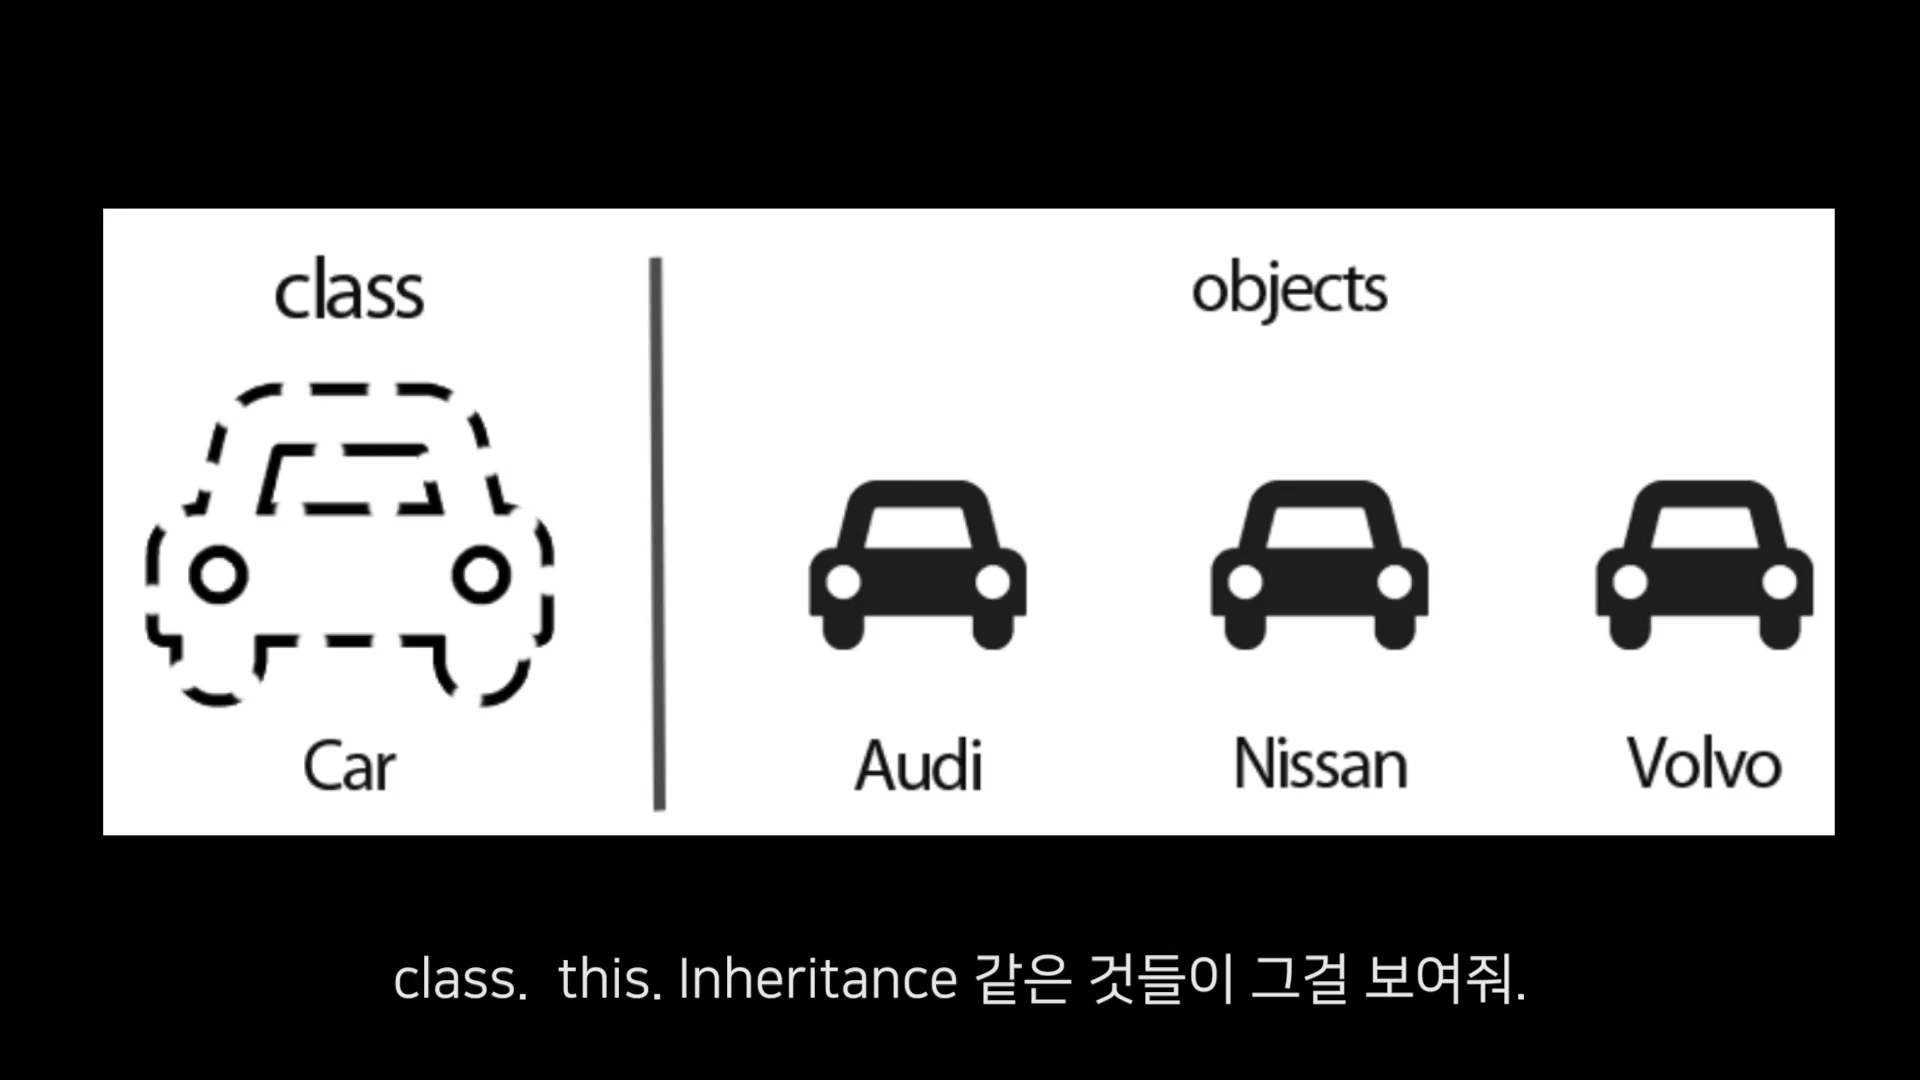 class
objects
Car
Audi
Nissan
Volvo
class.  this. Inheritance 같은 것들이 그걸 보여줘.